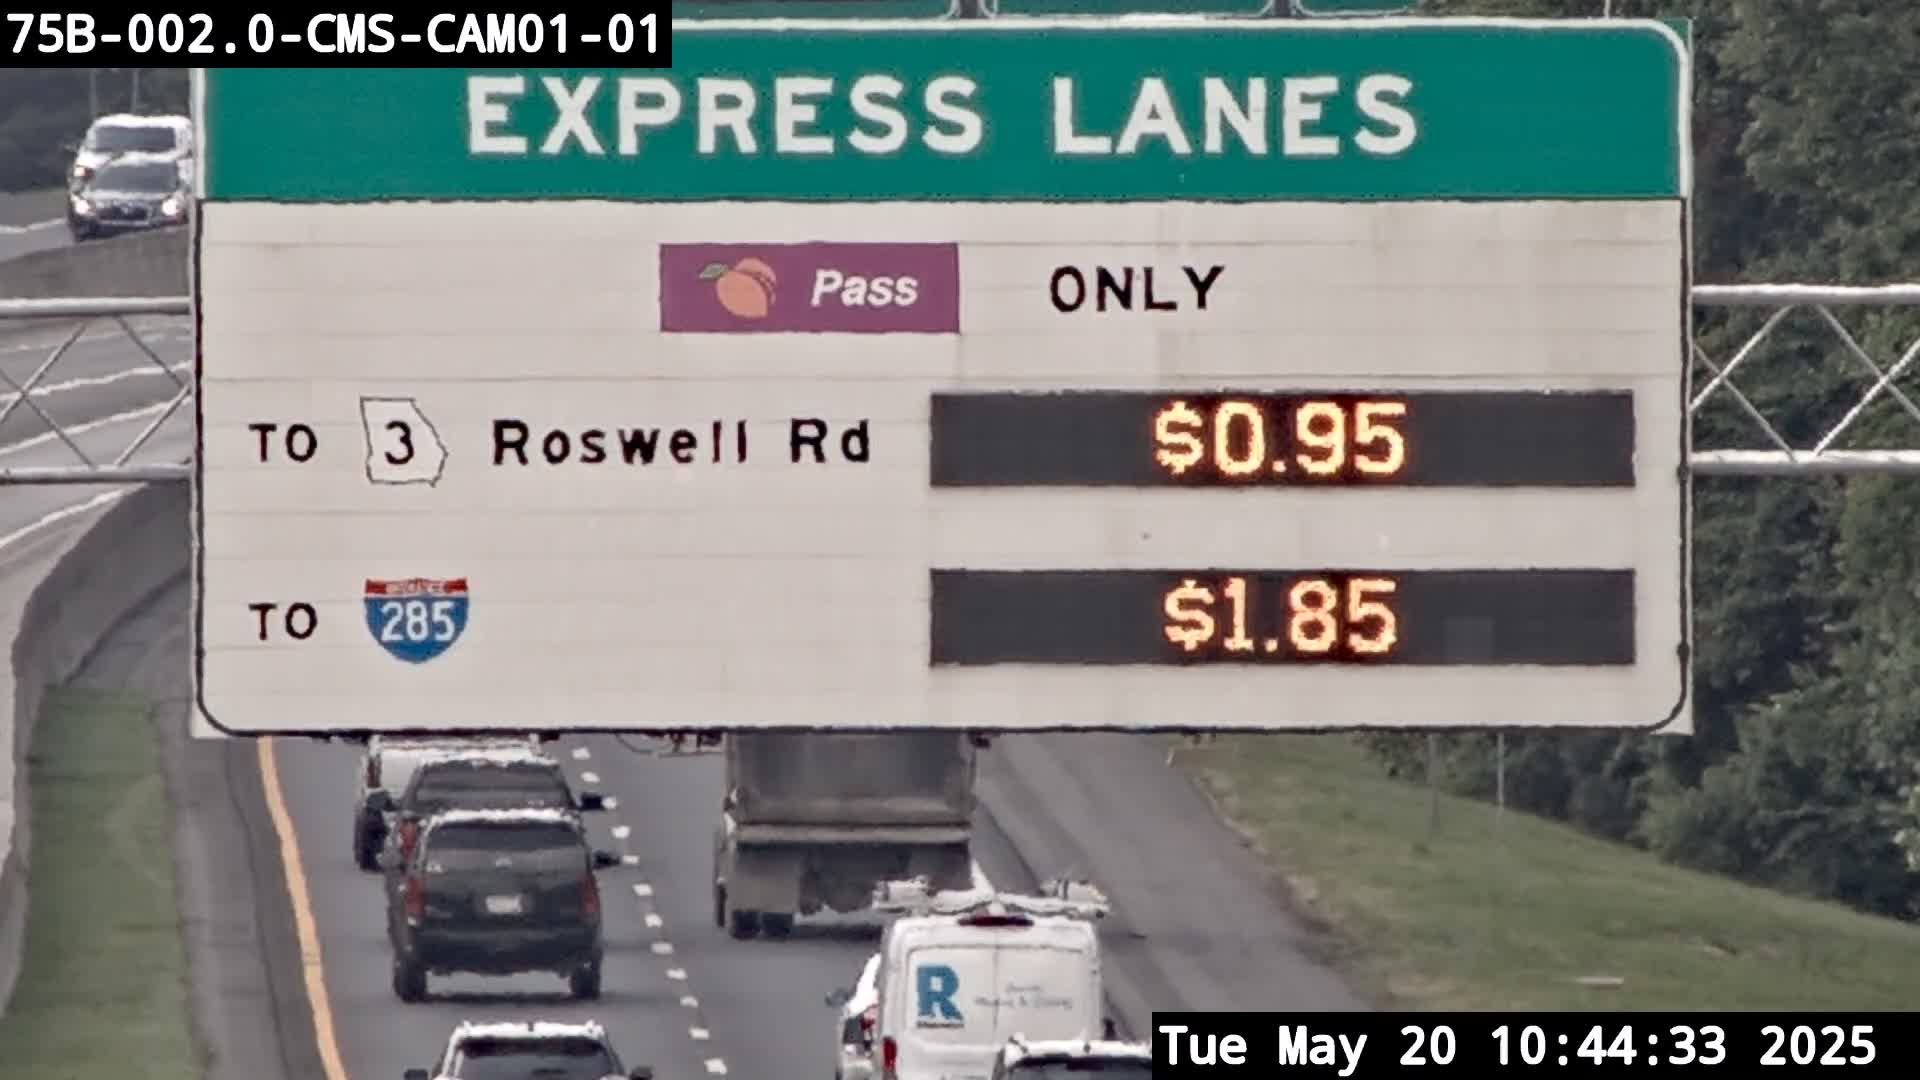 75B-002.0-CMS-CAM01-01
EXPRESS LANES
Pass ONLY
TO 3 Roswell Rd $0.95
TO 285 $1.85
R
Tue May 20 10:44:33 2025